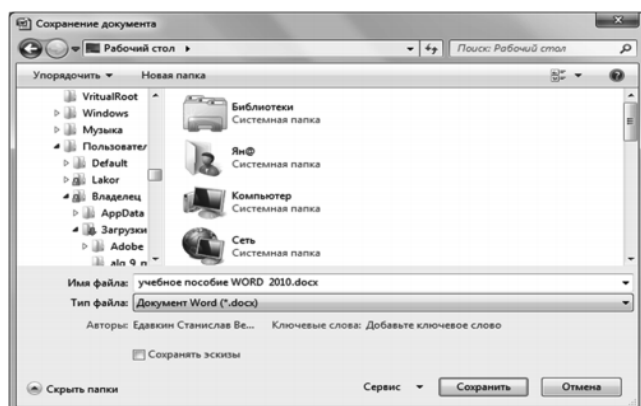 Сохранение документа
Рабочий стол
Поиск: Рабочий стол
Упорядочить
Новая папка
VritualRoot
Windows
Музыка
Пользовател
Default
Lakor
Владелец
AppData
Загрузки
Adobe
alg_9_n
Библиотеки
Системная папка
Ян@
Системная папка
Компьютер
Системная папка
Сеть
Системная папка
Имя файла: учебное пособие WORD 2010.docx
Тип файла: Документ Word (*.docx)
Авторы: Едавкин Станислав Ве... Ключевые слова: Добавьте ключевое слово
Сохранять эскизы
Скрыть папки Сервис Сохранить Отмена